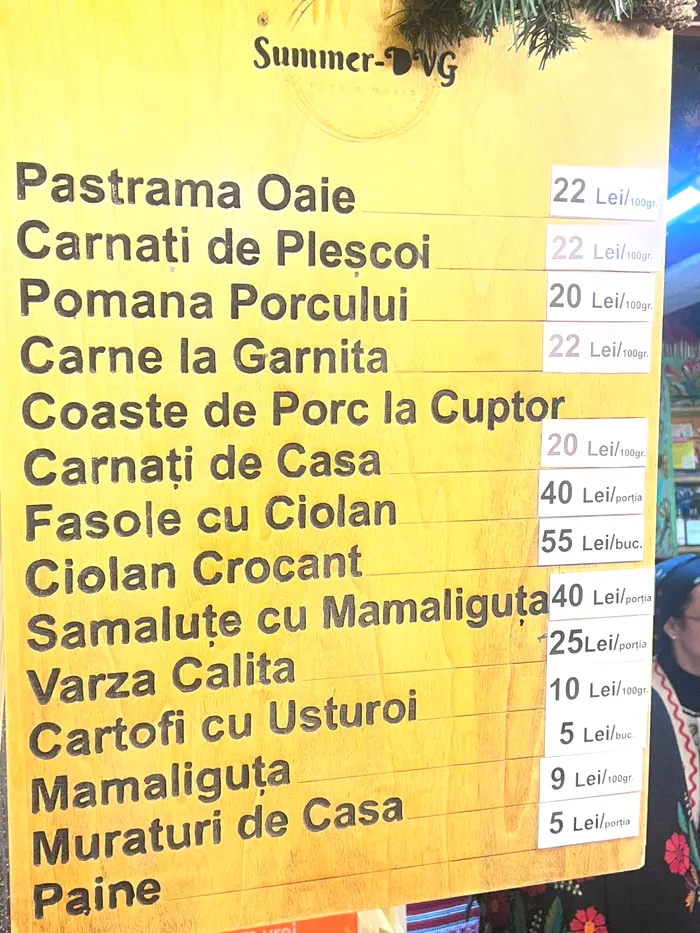 Summer-DVG
Pastrama Oaie 22 Lei/100gr.
Carnați de Pleșcoi 22 Lei/100gr.
Pomana Porcului 20 Lei/100gr.
Carne la Garnita 22 Lei/100gr.
Coaste de Porc la Cuptor
Carnați de Casa 20 Lei/100gr.
Fasole cu Ciolan 40 Lei/porția
Ciolan Crocant 55 Lei/buc.
Samaluțe cu Mamaliguța 40 Lei/porția
Varza Calita 25Lei/porția
Cartofi cu Usturoi 10 Lei/100gr.
Mamaliguța 5 Lei/buc.
Muraturi de Casa 9 Lei/100gr.
Paine 5 Lei/porția
vrei